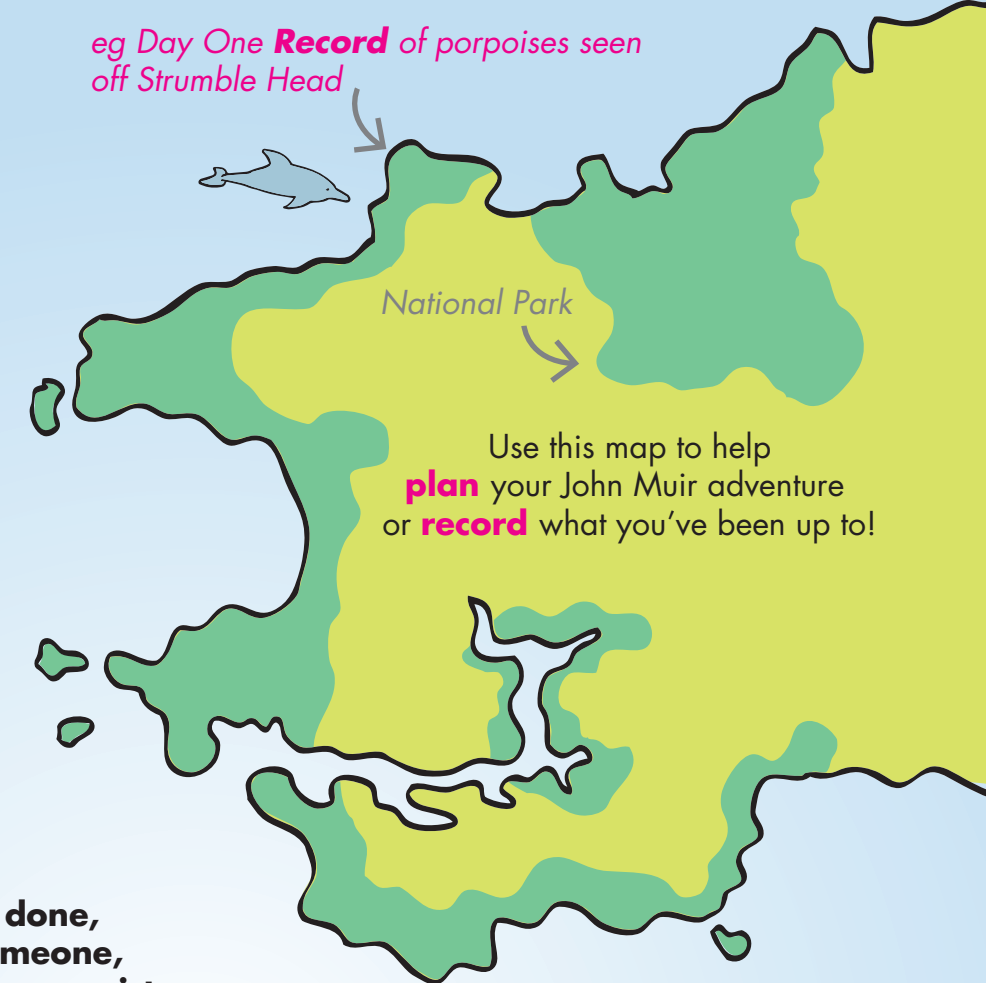 eg Day One Record of porpoises seen
off Strumble Head
National Park
Use this map to help
plan your John Muir adventure
or record what you've been up to!
done,